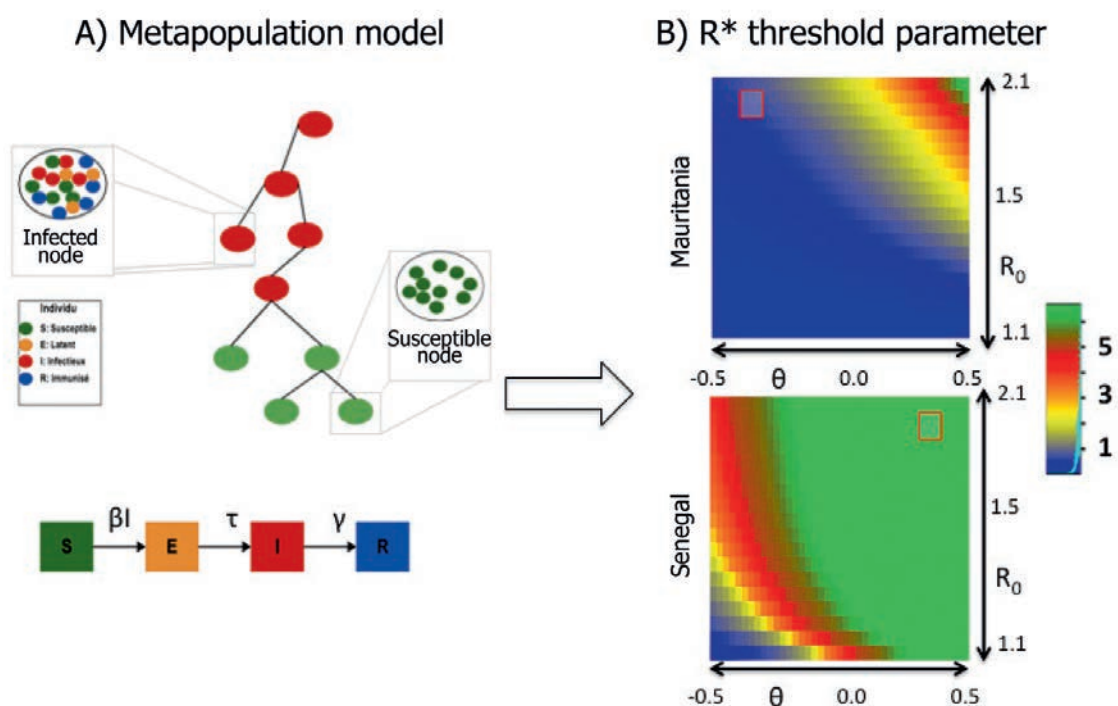 A) Metapopulation model
Infected
node
Individu
S: Susceptible
E: Latent
I: Infectieux
R: Immunisé
Susceptible
node
S
βI
E
τ
I
γ
R
B) R* threshold parameter
Mauritania
2.1
1.5
R0
1.1
-0.5 θ 0.0 0.5
Senegal
2.1
1.5
R0
1.1
-0.5 θ 0.0 0.5
5
3
1